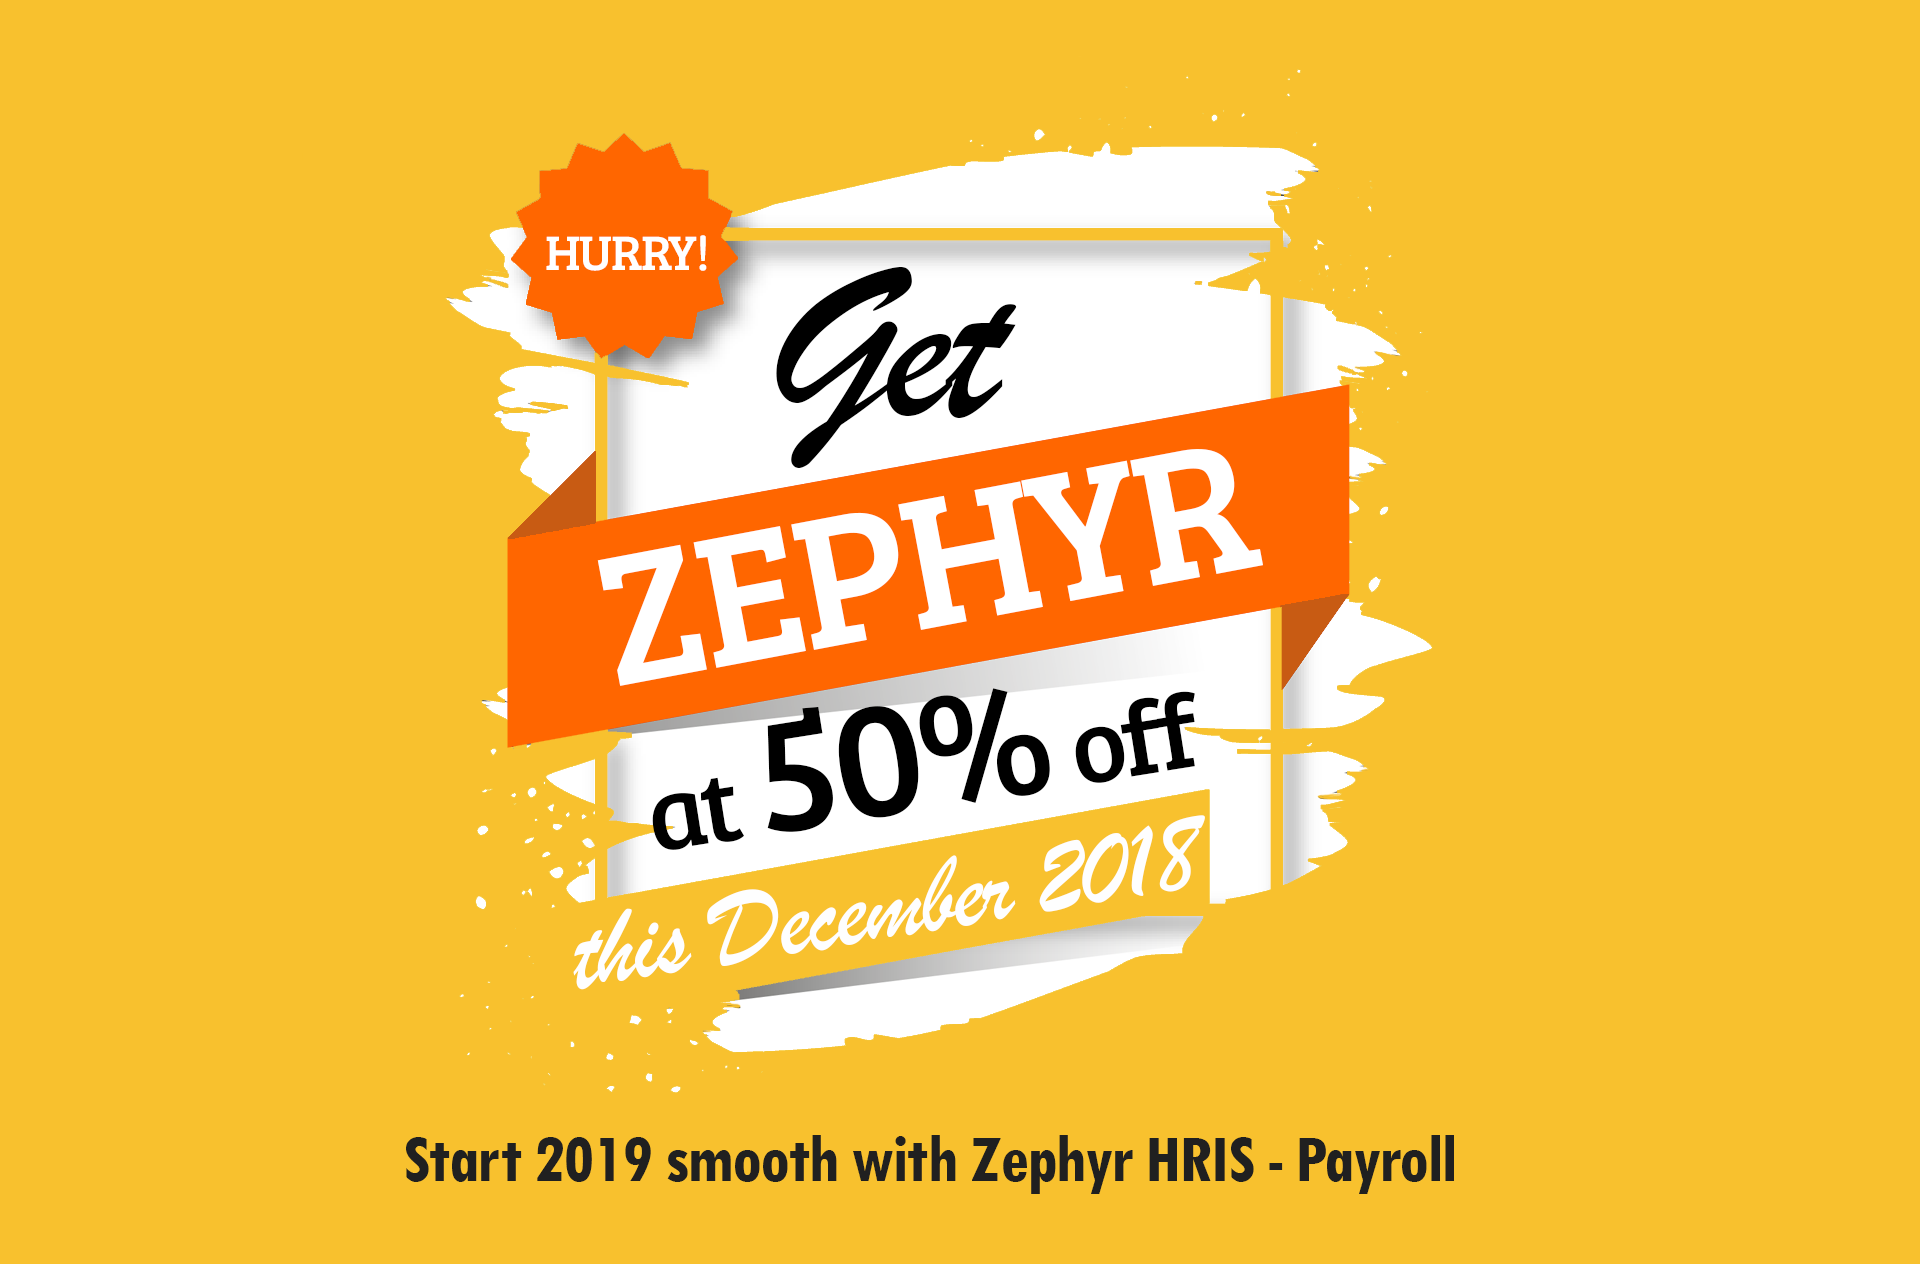 HURRY!
Get
ZEPHYR
at 50% off
this December 2018
Start 2019 smooth with Zephyr HRIS - Payroll